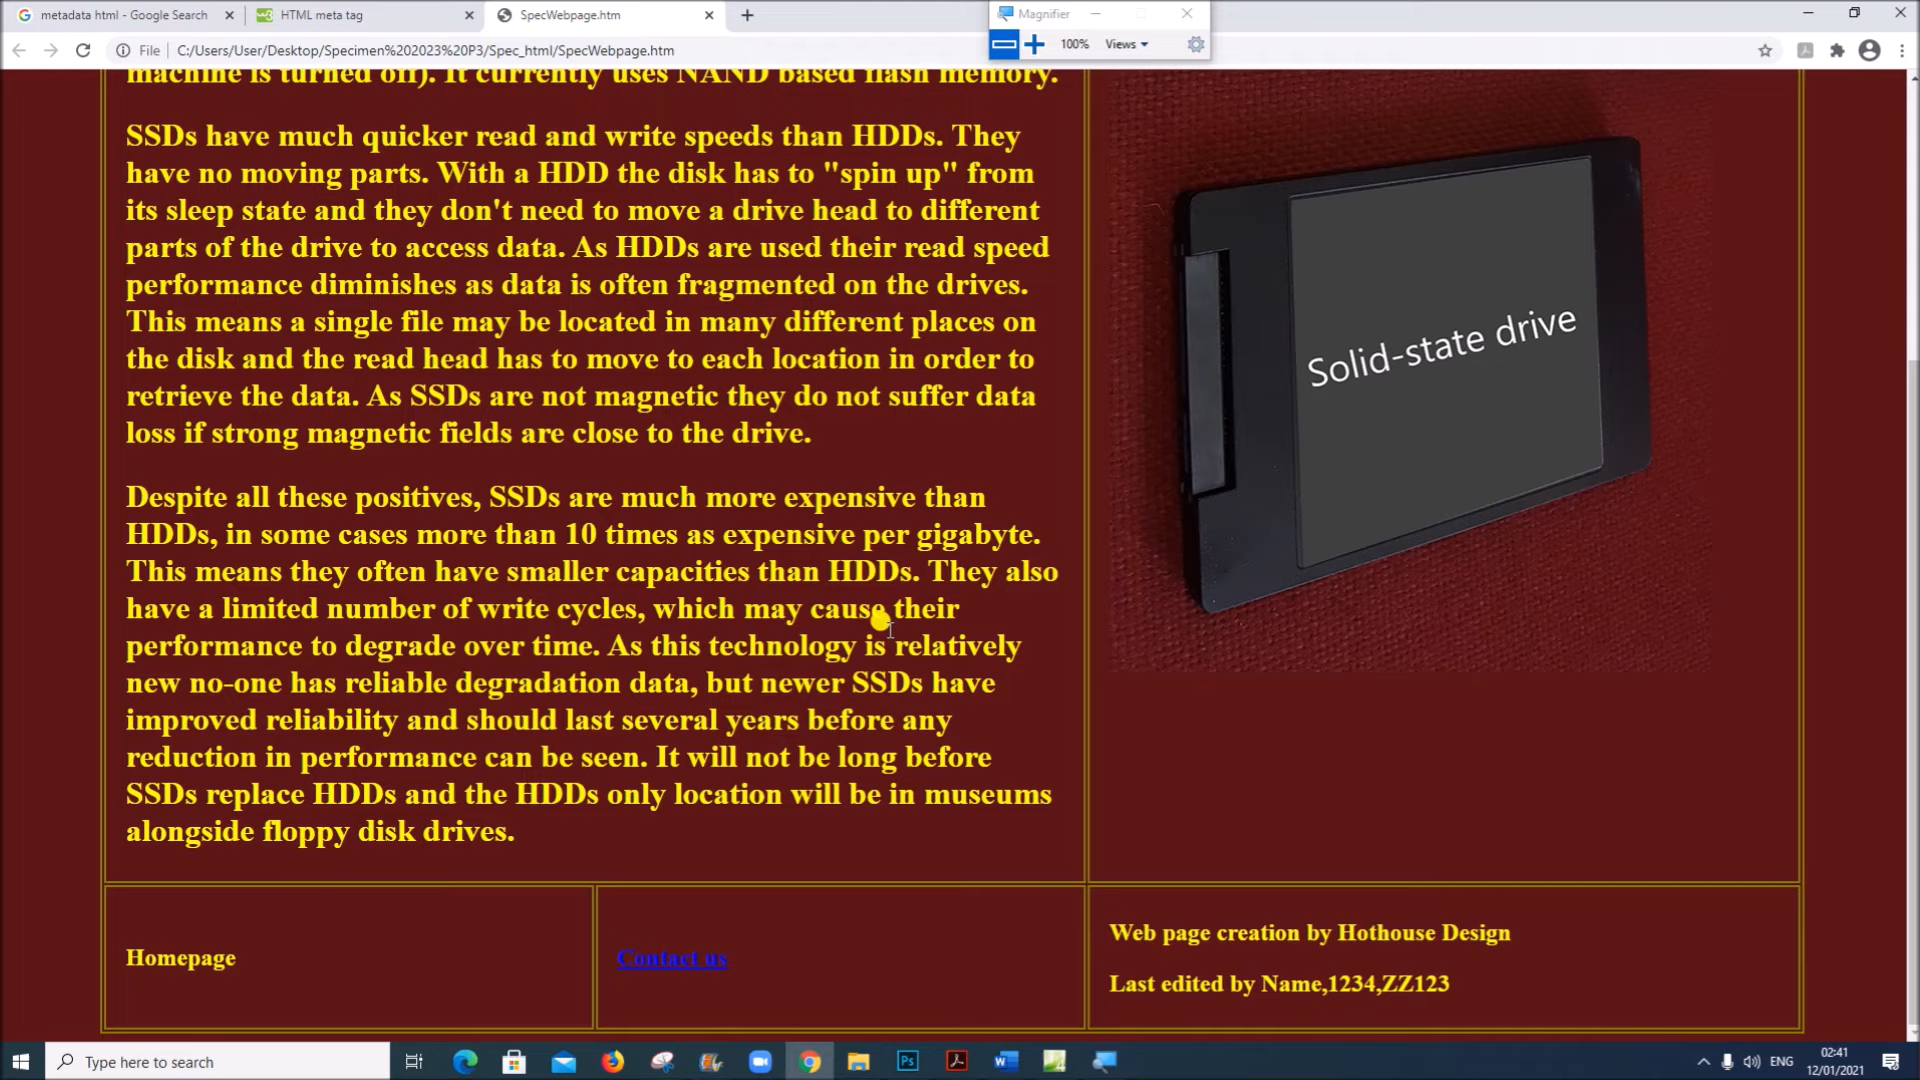 metadata html - Google Search
HTML meta tag
SpecWebpage.htm
Magnifier
File
C:/Users/User/Desktop/Specimen%202023%20P3/Spec_html/SpecWebpage.htm
100%
Views
machine is turned off). It currently uses NAND based flash memory.
SSDs have much quicker read and write speeds than HDDs. They
have no moving parts. With a HDD the disk has to "spin up" from
its sleep state and they don't need to move a drive head to different
parts of the drive to access data. As HDDs are used their read speed
performance diminishes as data is often fragmented on the drives.
This means a single file may be located in many different places on
the disk and the read head has to move to each location in order to
retrieve the data. As SSDs are not magnetic they do not suffer data
loss if strong magnetic fields are close to the drive.
Despite all these positives, SSDs are much more expensive than
HDDs, in some cases more than 10 times as expensive per gigabyte.
This means they often have smaller capacities than HDDs. They also
have a limited number of write cycles, which may cause their
performance to degrade over time. As this technology is relatively
new no-one has reliable degradation data, but newer SSDs have
improved reliability and should last several years before any
reduction in performance can be seen. It will not be long before
SSDs replace HDDs and the HDDs only location will be in museums
alongside floppy disk drives.
Solid-state drive
Homepage
Contact us
Web page creation by Hothouse Design
Last edited by Name,1234,ZZ123
Type here to search
Ps
W
ENG
02:41
12/01/2021